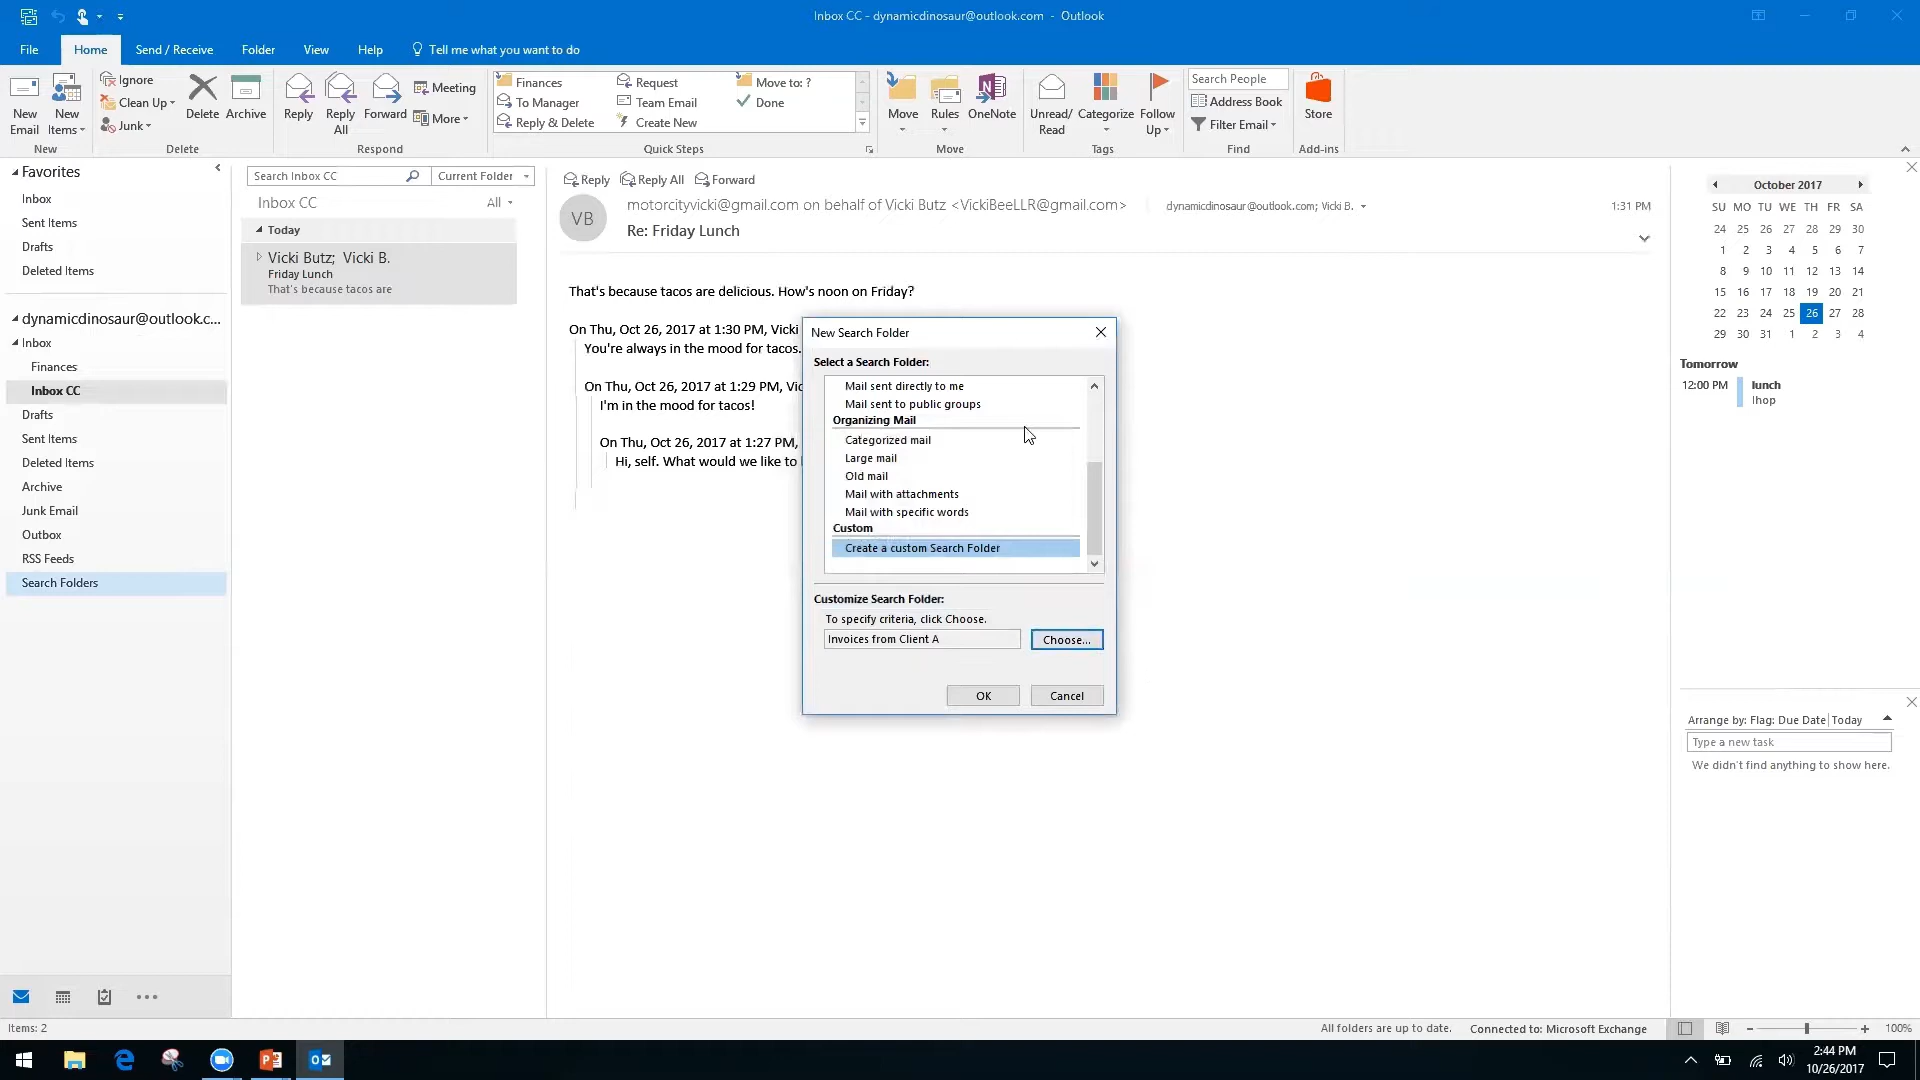 Inbox CC - dynamicdinosaur@outlook.com - Outlook
File Home Send / Receive Folder View Help Tell me what you want to do
New Email
New Items
New
Ignore
Clean Up
Junk
Delete
Archive
Delete
Reply
Reply All
Forward
Meeting
More
Respond
Finances
To Manager
Reply & Delete
Request
Team Email
Create New
Move to: ?
Done
Quick Steps
Move
Rules
OneNote
Move
Unread/ Read
Categorize
Follow Up
Tags
Search People
Address Book
Filter Email
Find
Store
Add-ins
Favorites
Inbox
Sent Items
Drafts
Deleted Items
dynamicdinosaur@outlook.c...
Inbox
Finances
Inbox CC
Drafts
Sent Items
Deleted Items
Archive
Junk Email
Outbox
RSS Feeds
Search Folders
Search Inbox CC Current Folder
Inbox CC All
Today
Vicki Butz; Vicki B.
Friday Lunch
That's because tacos are
Reply Reply All Forward
VB
motorcityvicki@gmail.com on behalf of Vicki Butz <VickiBeeLLR@gmail.com> dynamicdinosaur@outlook.com; Vicki B. 1:31 PM
Re: Friday Lunch
That's because tacos are delicious. How's noon on Friday?
On Thu, Oct 26, 2017 at 1:30 PM, Vicki
You're always in the mood for tacos.
On Thu, Oct 26, 2017 at 1:29 PM, Vic
I'm in the mood for tacos!
On Thu, Oct 26, 2017 at 1:27 PM,
Hi, self. What would we like to
New Search Folder
Select a Search Folder:
Mail sent directly to me
Mail sent to public groups
Organizing Mail
Categorized mail
Large mail
Old mail
Mail with attachments
Mail with specific words
Custom
Create a custom Search Folder
Customize Search Folder:
To specify criteria, click Choose.
Invoices from Client A Choose...
OK Cancel
October 2017
SU MO TU WE TH FR SA
24 25 26 27 28 29 30
1 2 3 4 5 6 7
8 9 10 11 12 13 14
15 16 17 18 19 20 21
22 23 24 25 26 27 28
29 30 31 1 2 3 4
Tomorrow
12:00 PM lunch
Ihop
Arrange by: Flag: Due Date Today
Type a new task
We didn't find anything to show here.
Items: 2 All folders are up to date. Connected to: Microsoft Exchange 100%
2:44 PM
10/26/2017